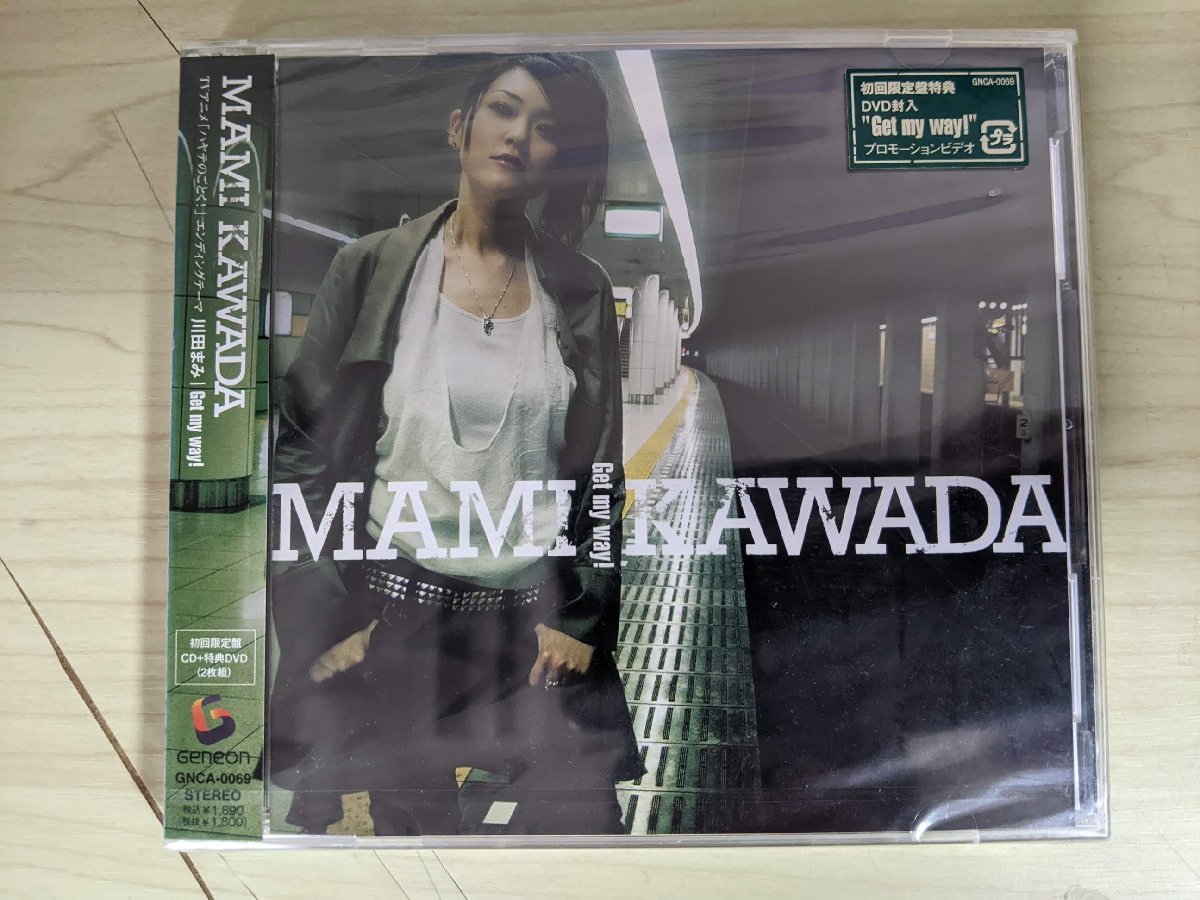 MAMI KAWADA
TVアニメ「ハヤテのごとく!」エンディングテーマ 川田まみ | Get my way!
初回限定盤
CD+特典DVD
(2枚組)
GENEON
GNCA-0069
STEREO
税込¥1,890
(税抜¥1,800)
初回限定盤特典
GNCA-0069
DVD封入
"Get my way!"
プロモーションビデオ
プラ
Get my way!
MAMI KAWADA
2